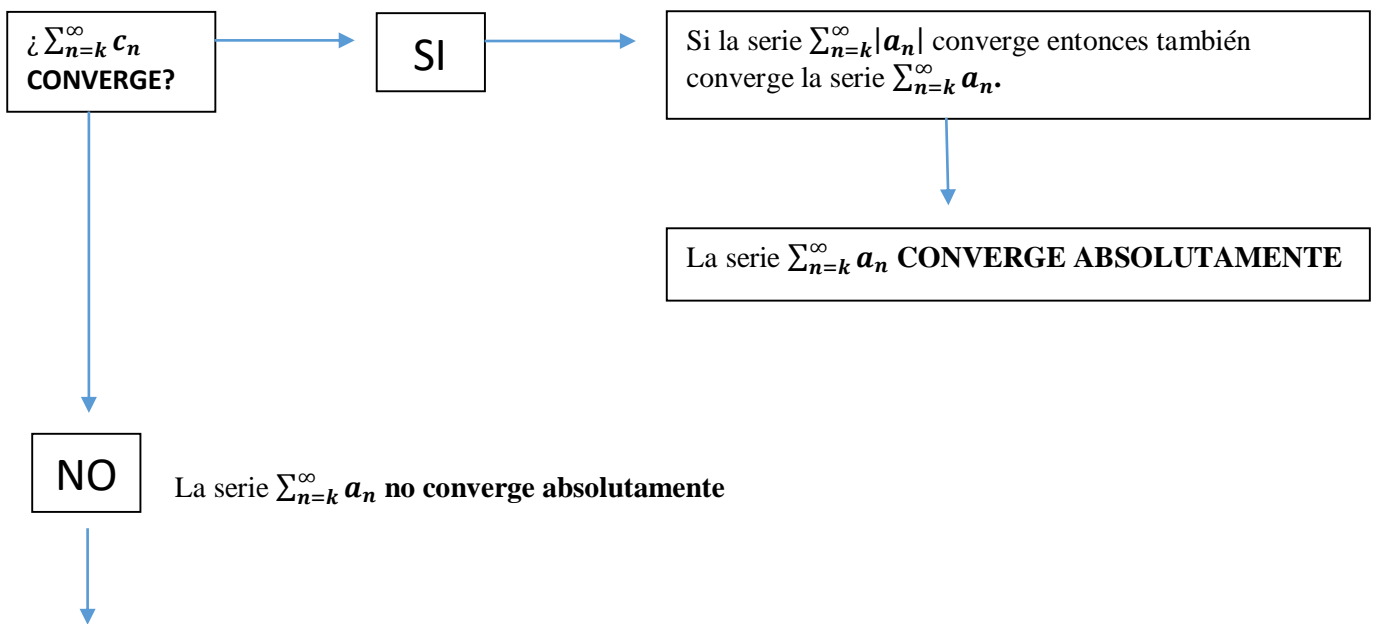 ¿ ∑_{n=k}^{∞} c_n
CONVERGE?
SI
Si la serie ∑_{n=k}^{∞}|a_n| converge entonces también
converge la serie ∑_{n=k}^{∞} a_n.
La serie ∑_{n=k}^{∞} a_n CONVERGE ABSOLUTAMENTE
NO
La serie ∑_{n=k}^{∞} a_n no converge absolutamente